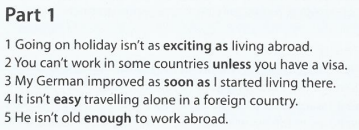 Part 1
1 Going on holiday isn't as exciting as living abroad.
2 You can't work in some countries unless you have a visa.
3 My German improved as soon as I started living there.
4 It isn't easy travelling alone in a foreign country.
5 He isn't old enough to work abroad.